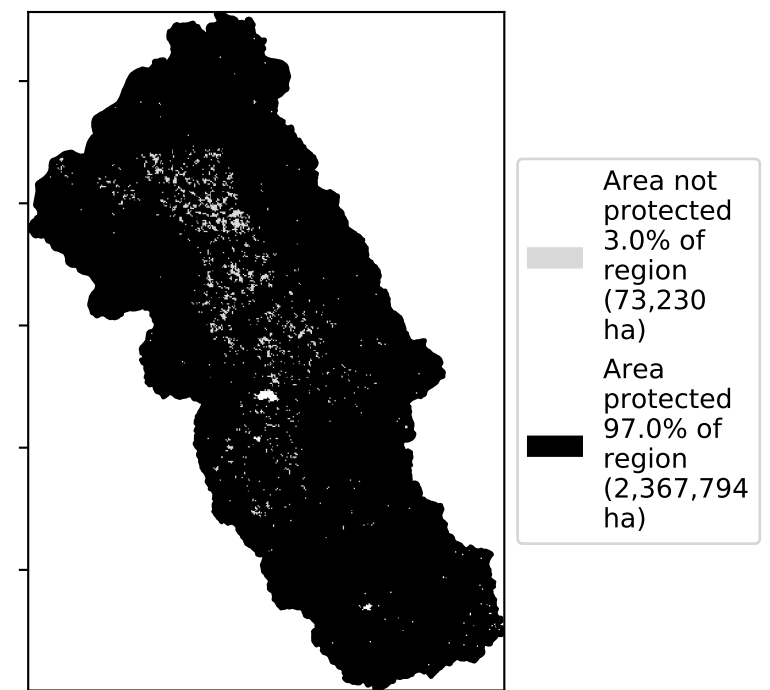 Area not
protected
3.0% of
region
(73,230
ha)
Area
protected
97.0% of
region
(2,367,794
ha)